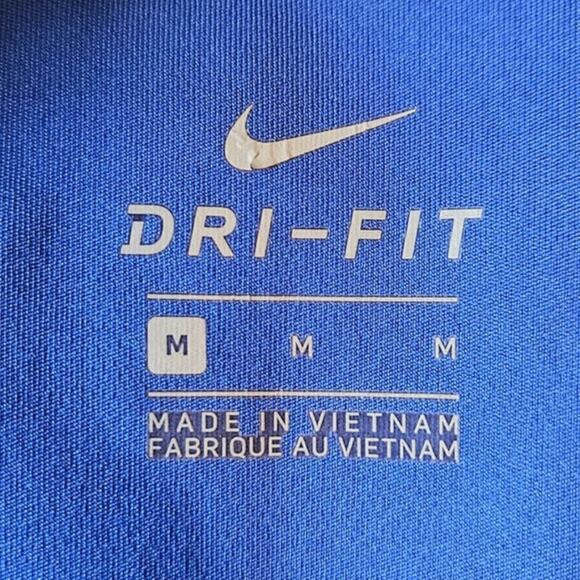 DRI-FIT
M M M
MADE IN VIETNAM
FABRIQUE AU VIETNAM